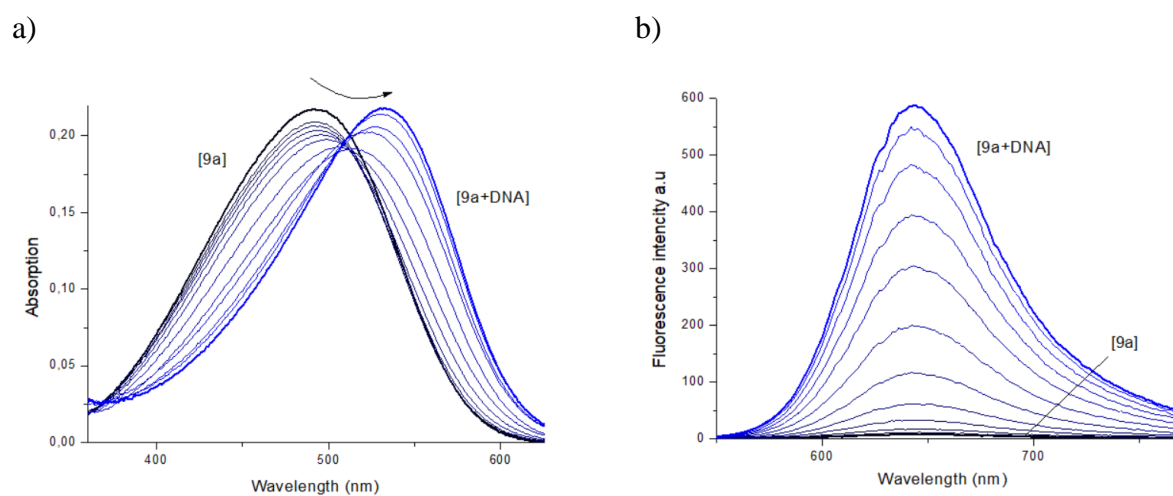 a)
[9a]
[9a+DNA]
Absorption
0,20
0,15
0,10
0,05
0,00
400
500
600
Wavelength (nm)
b)
600
500
400
300
200
100
0
[9a+DNA]
[9a]
Fluorescence intencity a.u
600
700
Wavelength (nm)